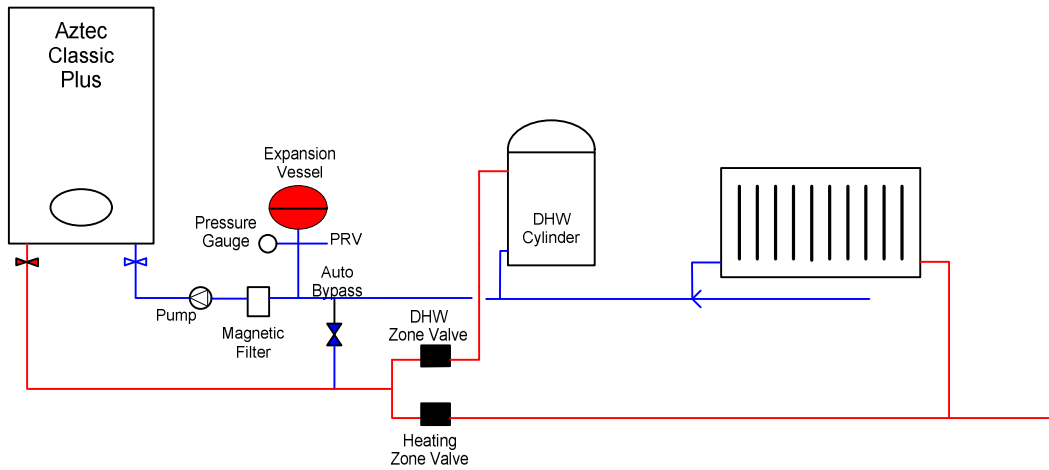 Aztec
Classic
Plus
Expansion
Vessel
Pressure
Gauge
PRV
Auto
Bypass
Pump
Magnetic
Filter
DHW
Zone Valve
DHW
Cylinder
Heating
Zone Valve